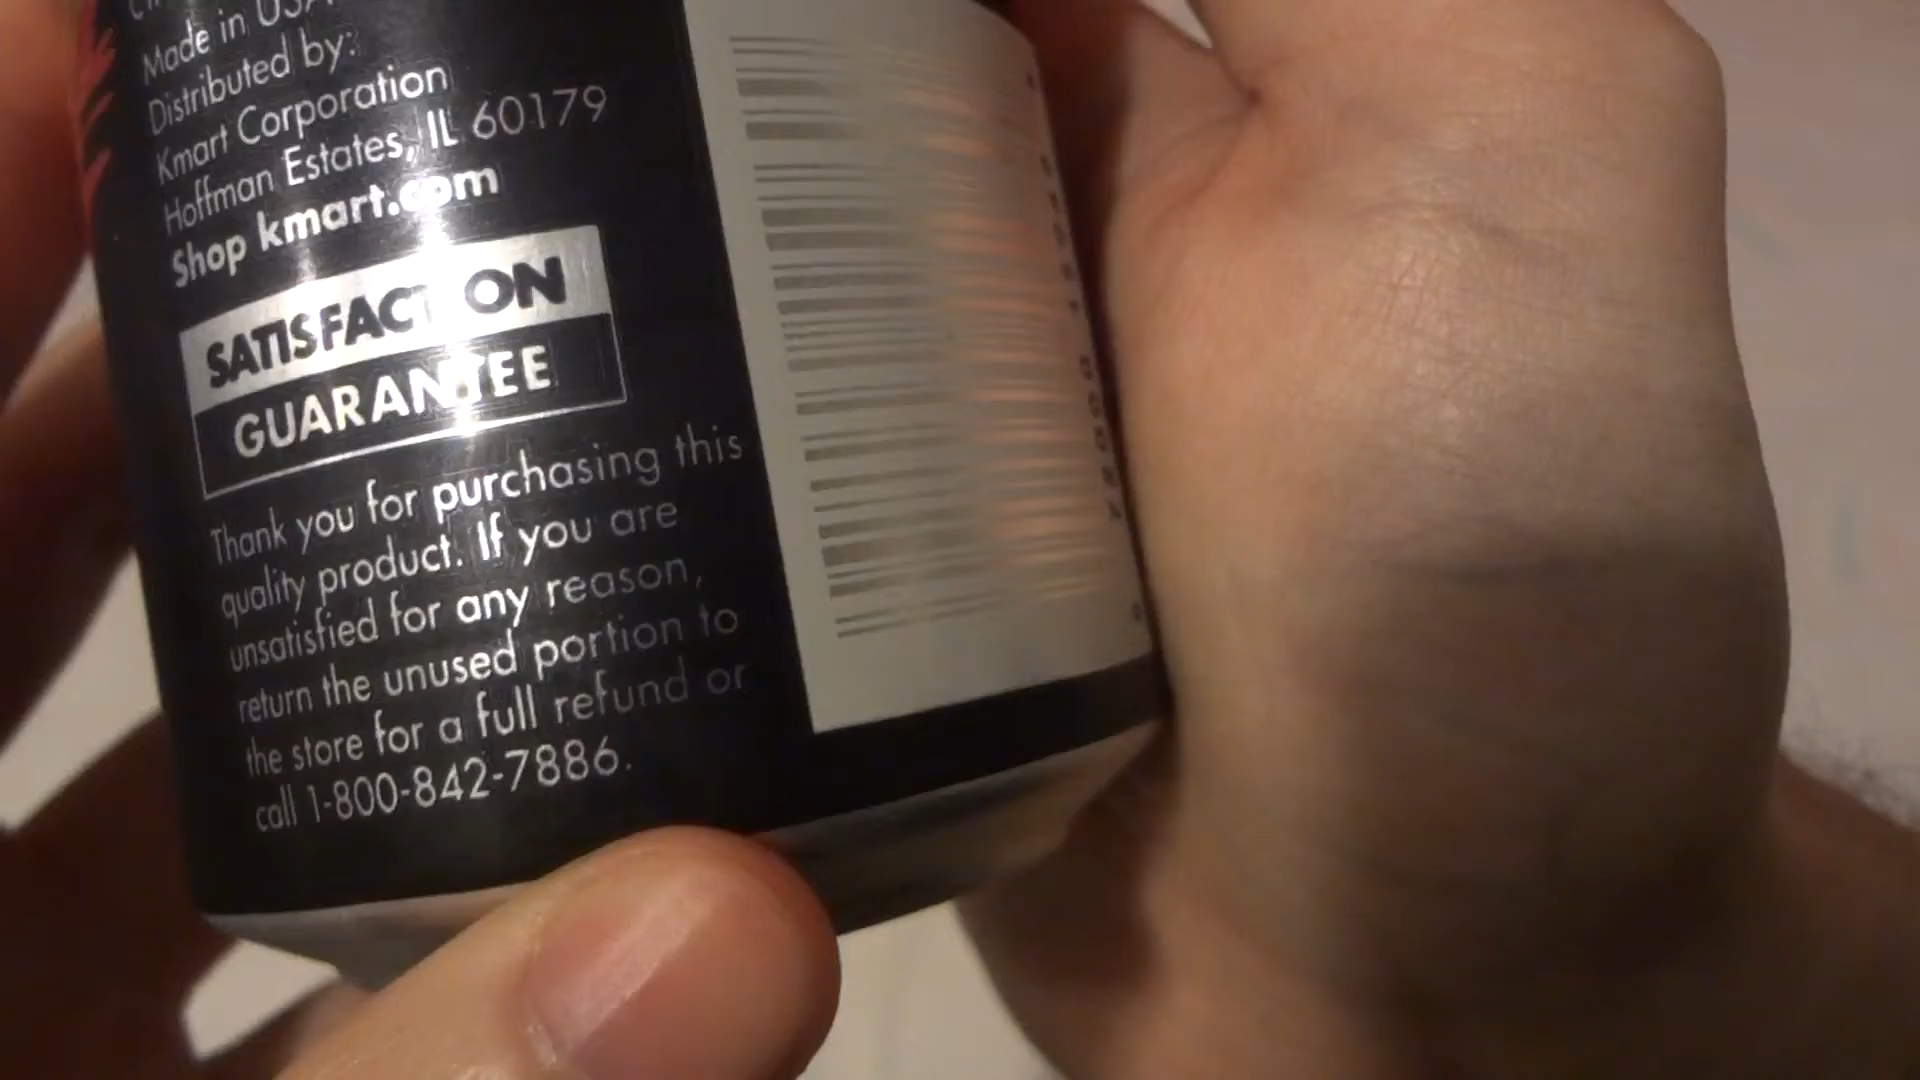 Made in USA
Distributed by:
Kmart Corporation
Hoffman Estates, IL 60179
Shop kmart.com
SATISFACTION
GUARANTEE
Thank you for purchasing this
quality product. If you are
unsatisfied for any reason,
return the unused portion to
the store for a full refund or
call 1-800-842-7886.